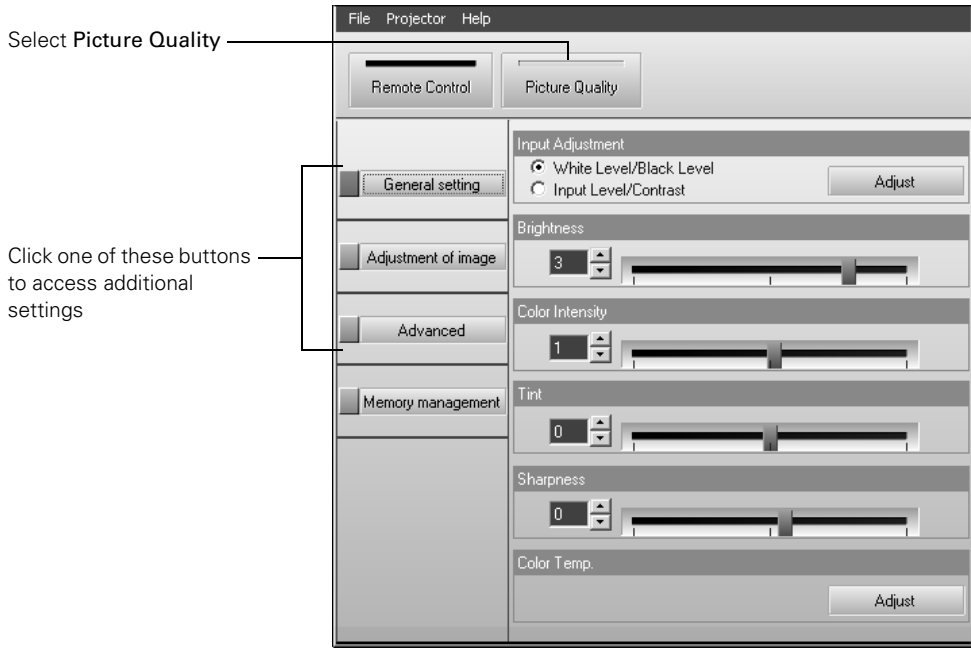 File Projector Help
Select Picture Quality
Remote Control
Picture Quality
Input Adjustment
White Level/Black Level
Input Level/Contrast
Adjust
General setting
Brightness
3
Click one of these buttons
to access additional
settings
Adjustment of image
Color Intensity
1
Advanced
Tint
0
Memory management
Sharpness
0
Color Temp.
Adjust